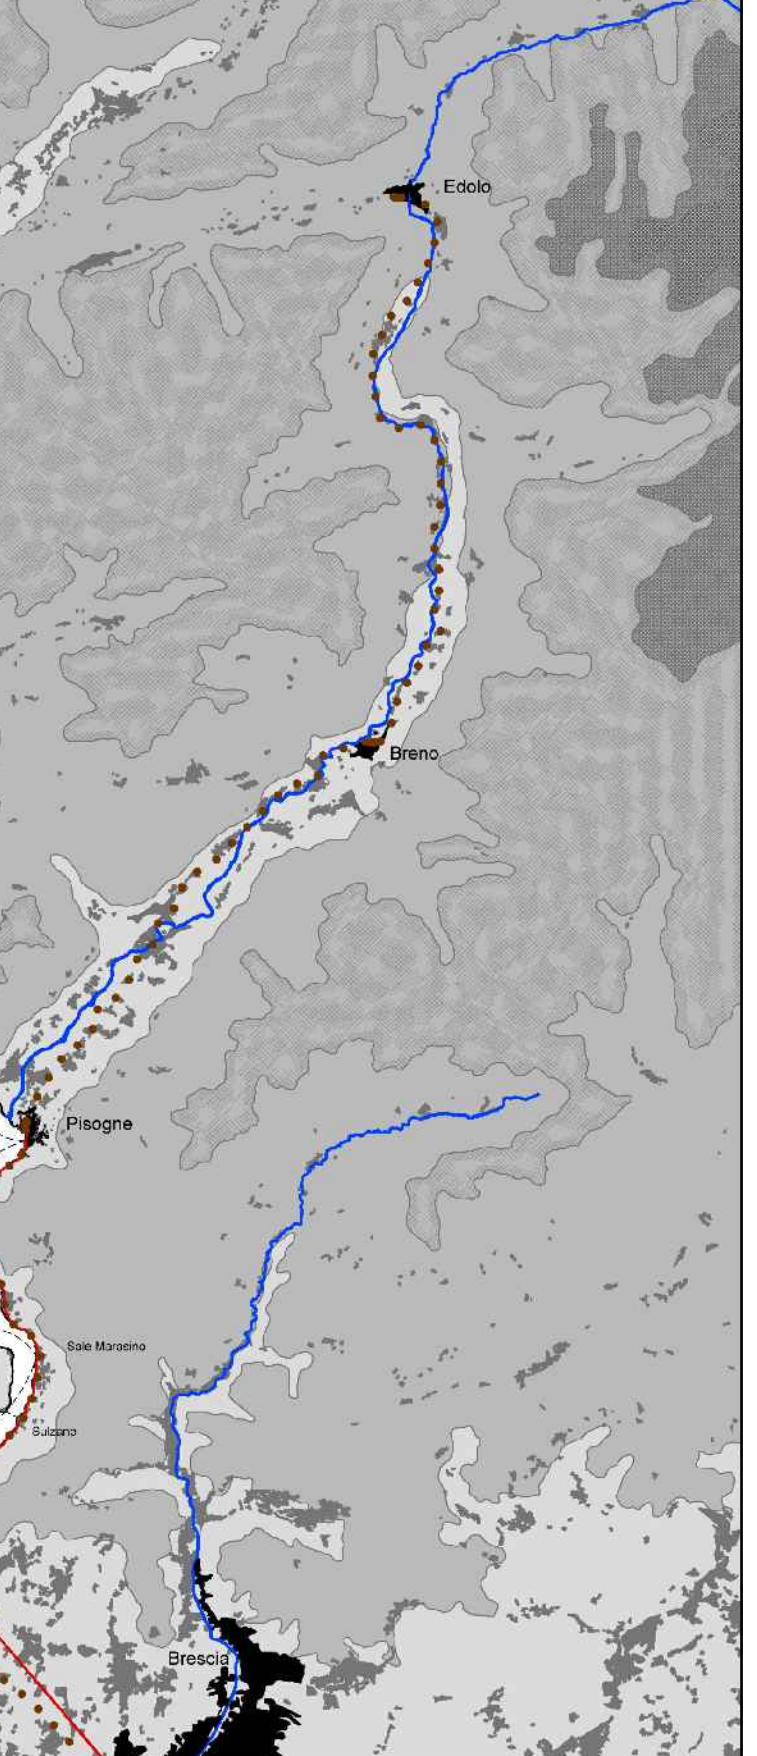 Edolo
Breno
Pisogne
Sale Marasino
Sulzano
Brescia